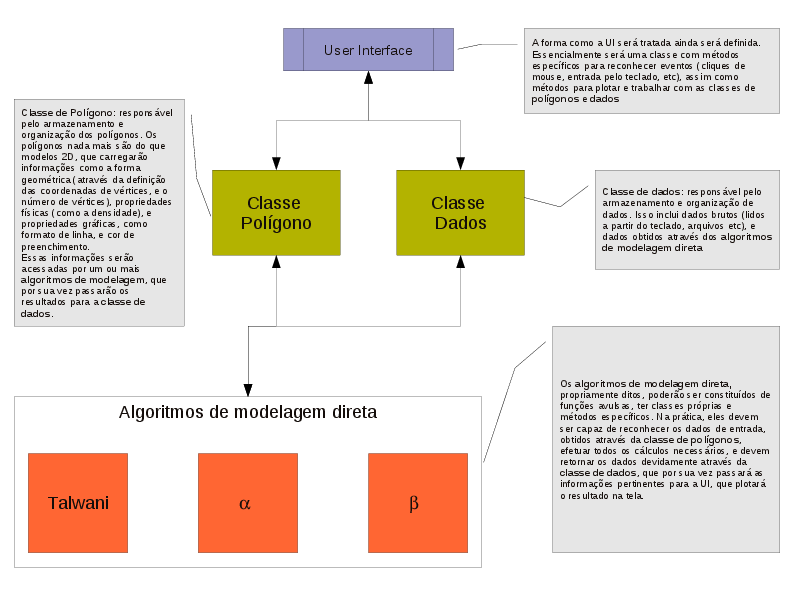 User Interface
A forma como a UI será tratada ainda será definida.
Essencialmente será uma classe com métodos
específicos para reconhecer eventos (cliques de
mouse, entrada pelo teclado, etc), assim como
métodos para plotar e trabalhar com as classes de
polígonos e dados
Classe de Polígono: responsável
pelo armazenamento e
organização dos polígonos. Os
polígonos nada mais são do que
modelos 2D, que carregarão
informações como a forma
geométrica (através da definição
das coordenadas de vértices, e o
número de vértices), propriedades
físicas (como a densidade), e
propriedades gráficas, como
formato de linha, e cor de
preenchimento.
Essas informações serão
acessadas por um ou mais
algoritmos de modelagem, que
por sua vez passarão os
resultados para a classe de
dados.
Classe
Polígono
Classe
Dados
Classe de dados: responsável pelo
armazenamento e organização de
dados. Isso inclui dados brutos (lidos
a partir do teclado, arquivos etc), e
dados obtidos através dos algoritmos
de modelagem direta
Algoritmos de modelagem direta
Talwani
α
β
Os algoritmos de modelagem direta,
propriamente ditos, poderão ser constituídos de
funções avulsas, ter classes próprias e
métodos específicos. Na prática, eles devem
ser capaz de reconhecer os dados de entrada,
obtidos através da classe de polígonos,
efetuar todos os cálculos necessários, e devem
retornar os dados devidamente através da
classe de dados, que por sua vez passará as
informações pertinentes para a UI, que plotará
o resultado na tela.